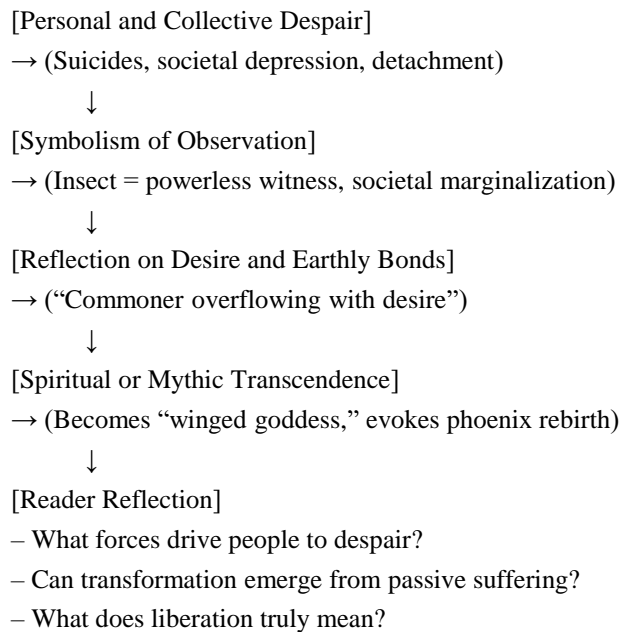 [Personal and Collective Despair]
→ (Suicides, societal depression, detachment)
↓
[Symbolism of Observation]
→ (Insect = powerless witness, societal marginalization)
↓
[Reflection on Desire and Earthly Bonds]
→ (“Commoner overflowing with desire”)
↓
[Spiritual or Mythic Transcendence]
→ (Becomes “winged goddess,” evokes phoenix rebirth)
↓
[Reader Reflection]
– What forces drive people to despair?
– Can transformation emerge from passive suffering?
– What does liberation truly mean?